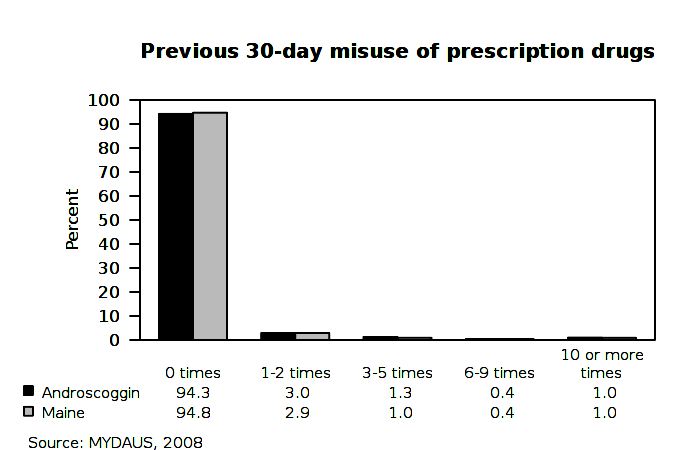 Previous 30-day misuse of prescription drugs
Percent
100
90
80
70
60
50
40
30
20
10
0
0 times 1-2 times 3-5 times 6-9 times 10 or more times
Androscoggin 94.3 3.0 1.3 0.4 1.0
Maine 94.8 2.9 1.0 0.4 1.0
Source: MYDAUS, 2008